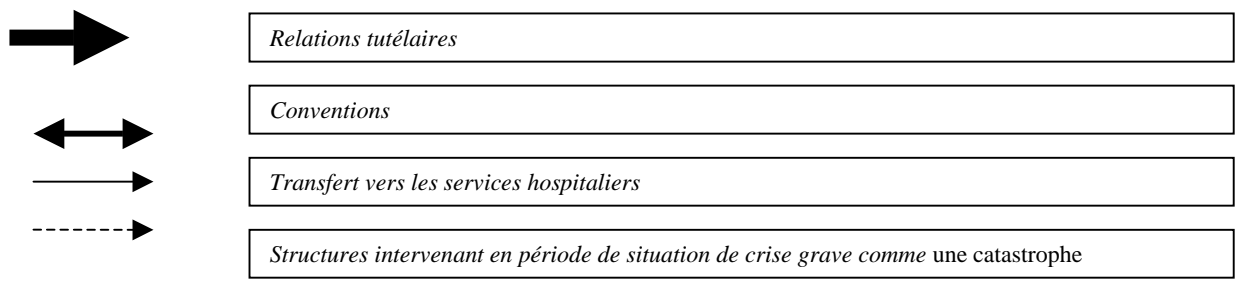 Relations tutélaires
Conventions
Transfert vers les services hospitaliers
Structures intervenant en période de situation de crise grave comme une catastrophe